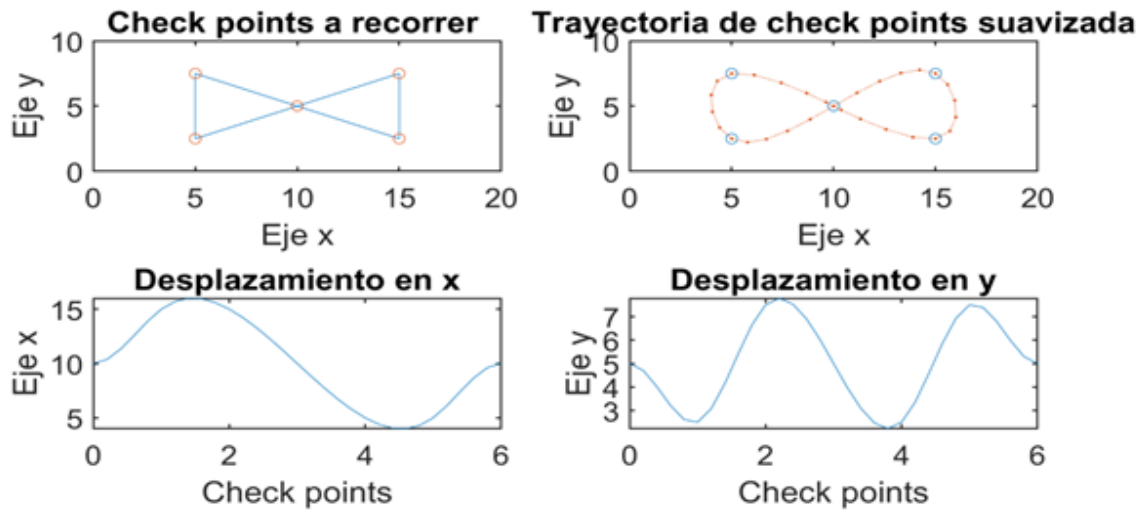 Check points a recorrer
10
5
0
Eje y
0 5 10 15 20
Eje x
Trayectoria de check points suavizada
10
5
0
Eje y
0 5 10 15 20
Eje x
Desplazamiento en x
15
10
5
Eje x
0 2 4 6
Check points
Desplazamiento en y
7
6
5
4
3
Eje y
0 2 4 6
Check points